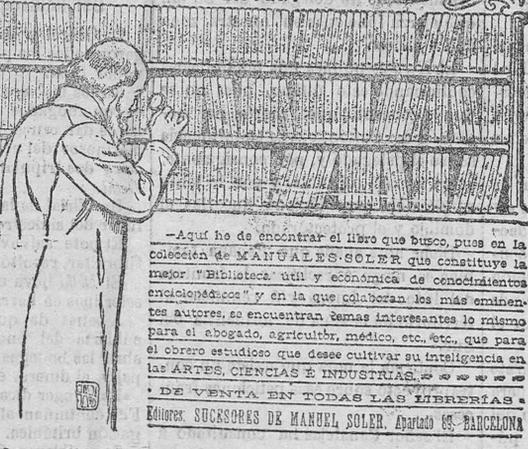 —Aquí he de encontrar el libro que busco, pues en la
colección de MANUALES-SOLER que constituye la
mejor "Biblioteca útil y económica de conocimientos
enciclopédicos" y en la que colaboran los más eminen-
tes autores, se encuentran temas interesantes lo mismo
para el abogado, agricultor, médico, etc., etc., que para
el obrero estudioso que desee cultivar su inteligencia en
las ARTES, CIENCIAS É INDUSTRIAS.
DE VENTA EN TODAS LAS LIBRERÍAS
Editores: SUCESORES DE MANUEL SOLER, Apartado 89, BARCELONA